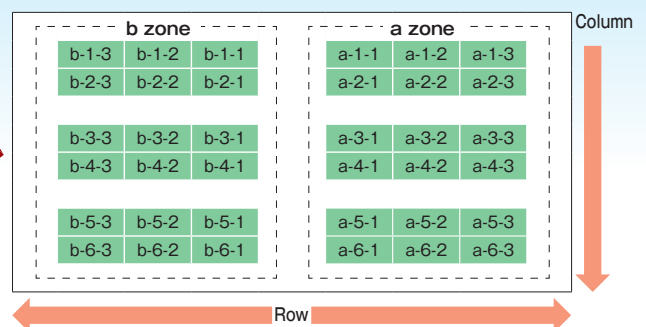 b zone a zone Column
b-1-3 b-1-2 b-1-1 a-1-1 a-1-2 a-1-3
b-2-3 b-2-2 b-2-1 a-2-1 a-2-2 a-2-3
b-3-3 b-3-2 b-3-1 a-3-1 a-3-2 a-3-3
b-4-3 b-4-2 b-4-1 a-4-1 a-4-2 a-4-3
b-5-3 b-5-2 b-5-1 a-5-1 a-5-2 a-5-3
b-6-3 b-6-2 b-6-1 a-6-1 a-6-2 a-6-3
Row